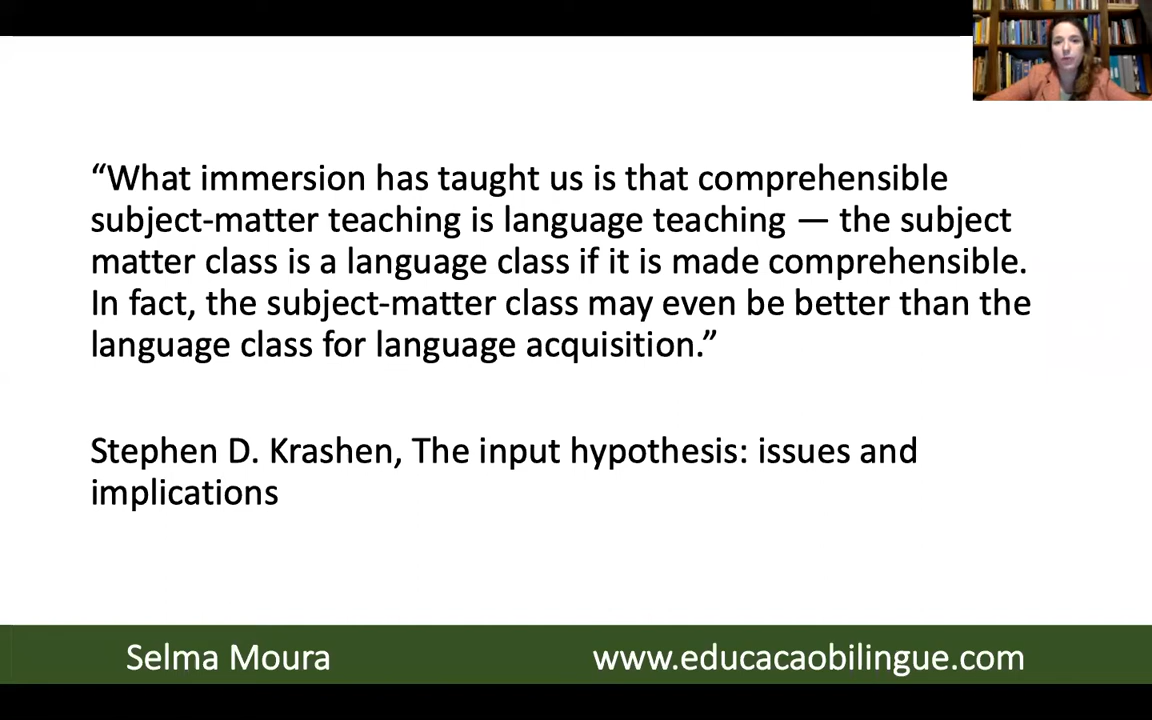 “What immersion has taught us is that comprehensible
subject-matter teaching is language teaching — the subject
matter class is a language class if it is made comprehensible.
In fact, the subject-matter class may even be better than the
language class for language acquisition.”
Stephen D. Krashen, The input hypothesis: issues and
implications
Selma Moura
www.educacaobilingue.com